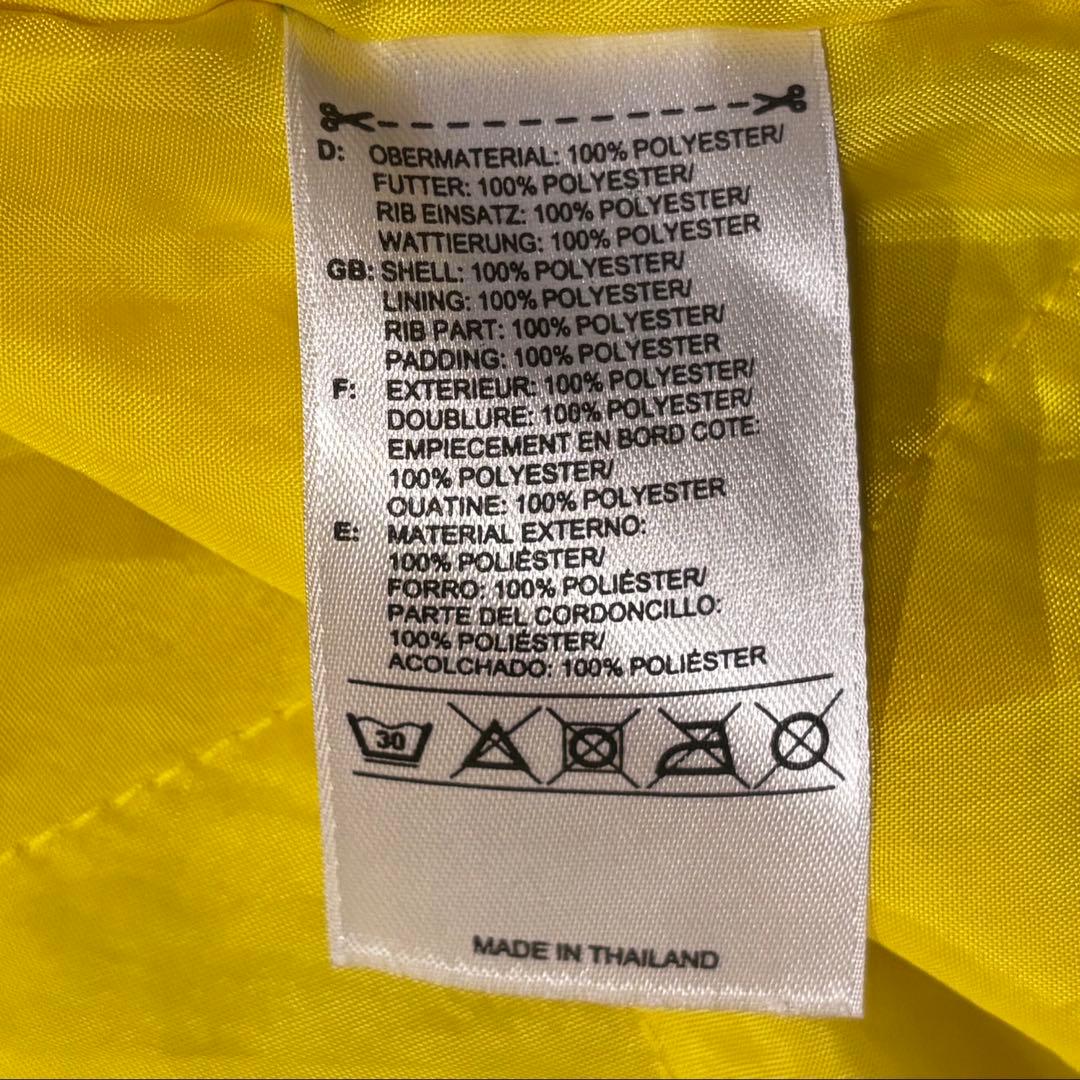 D: OBERMATERIAL: 100% POLYESTER/
FUTTER: 100% POLYESTER/
RIB EINSATZ: 100% POLYESTER/
WATTIERUNG: 100% POLYESTER
GB: SHELL: 100% POLYESTER/
LINING: 100% POLYESTER/
RIB PART: 100% POLYESTER/
PADDING: 100% POLYESTER
F: EXTERIEUR: 100% POLYESTER/
DOUBLURE: 100% POLYESTER/
EMPIECEMENT EN BORD COTE:
100% POLYESTER/
OUATINE: 100% POLYESTER
E: MATERIAL EXTERNO:
100% POLIÉSTER/
FORRO: 100% POLIÉSTER/
PARTE DEL CORDONCILLO:
100% POLIÉSTER/
ACOLCHADO: 100% POLIÉSTER
30
MADE IN THAILAND